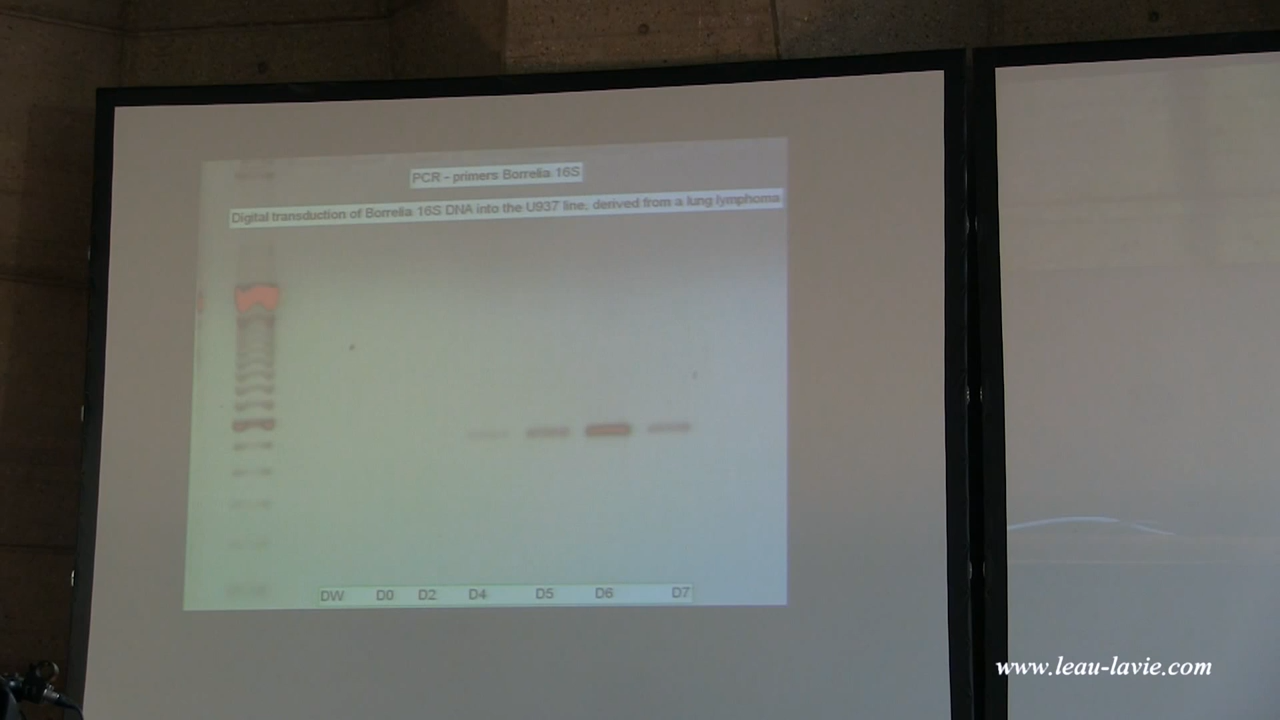 PCR - primers Borrelia 16S
Digital transduction of Borrelia 16S DNA into the U937 line, derived from a lung lymphoma
DW D0 D2 D4 D5 D6 D7
www.leau-lavie.com